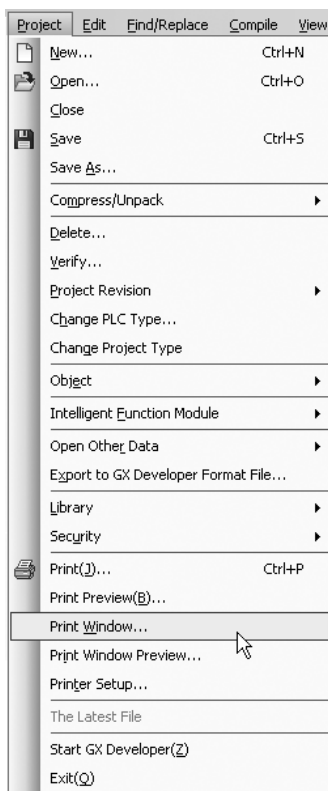 Project Edit Find/Replace Compile View
New... Ctrl+N
Open... Ctrl+O
Close
Save Ctrl+S
Save As...
Compress/Unpack
Delete...
Verify...
Project Revision
Change PLC Type...
Change Project Type
Object
Intelligent Function Module
Open Other Data
Export to GX Developer Format File...
Library
Security
Print(J)... Ctrl+P
Print Preview(B)...
Print Window...
Print Window Preview...
Printer Setup...
The Latest File
Start GX Developer(Z)
Exit(Q)